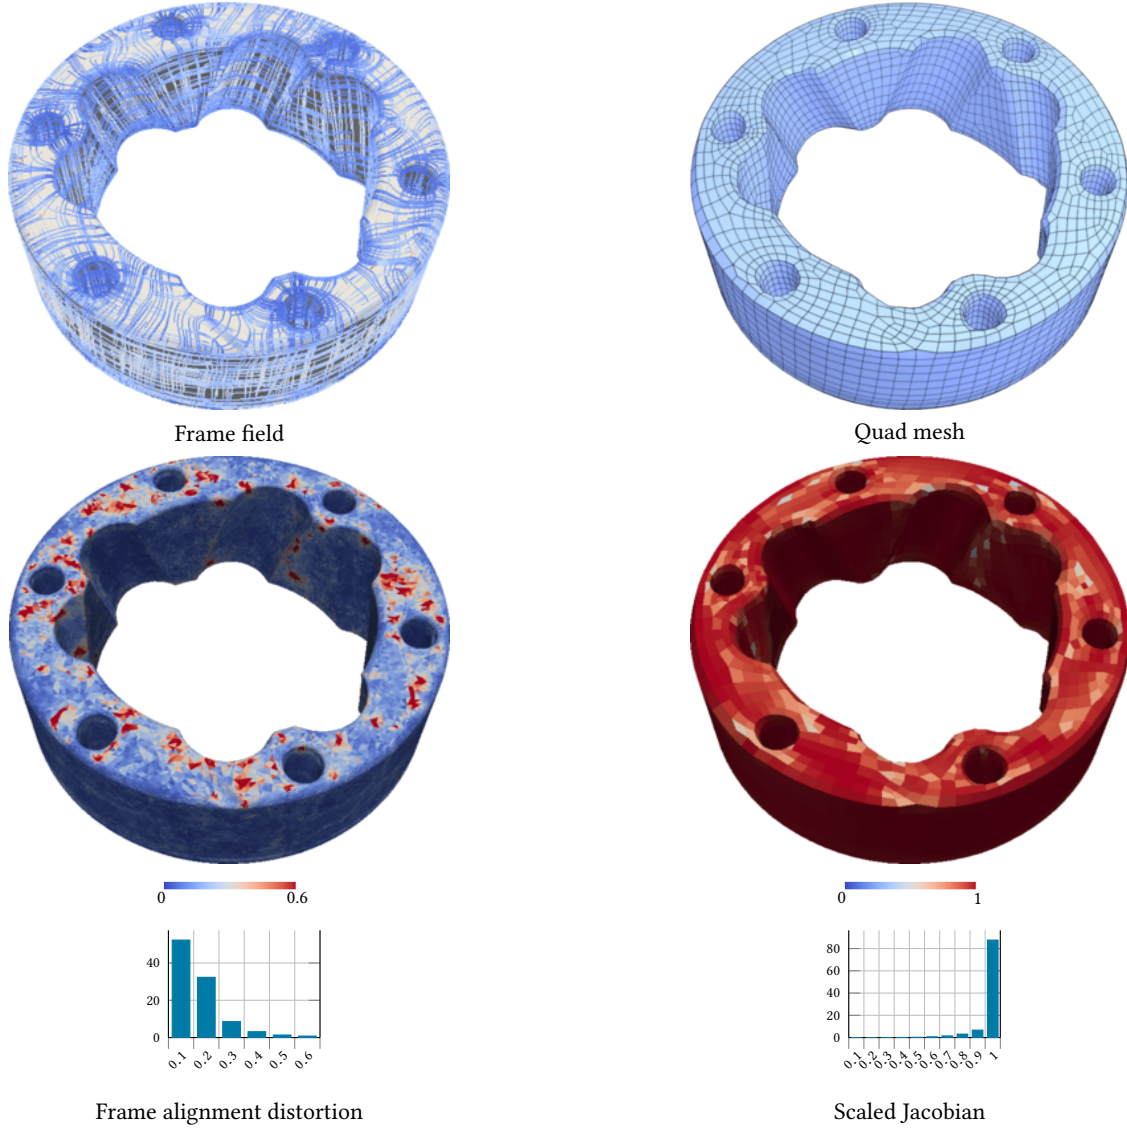 Frame field
Quad mesh
0 0.6
0 1
40
20
0
0.1 0.2 0.3 0.4 0.5 0.6
80
60
40
20
0
0.1 0.2 0.3 0.4 0.5 0.6 0.7 0.8 0.9 1
Frame alignment distortion
Scaled Jacobian